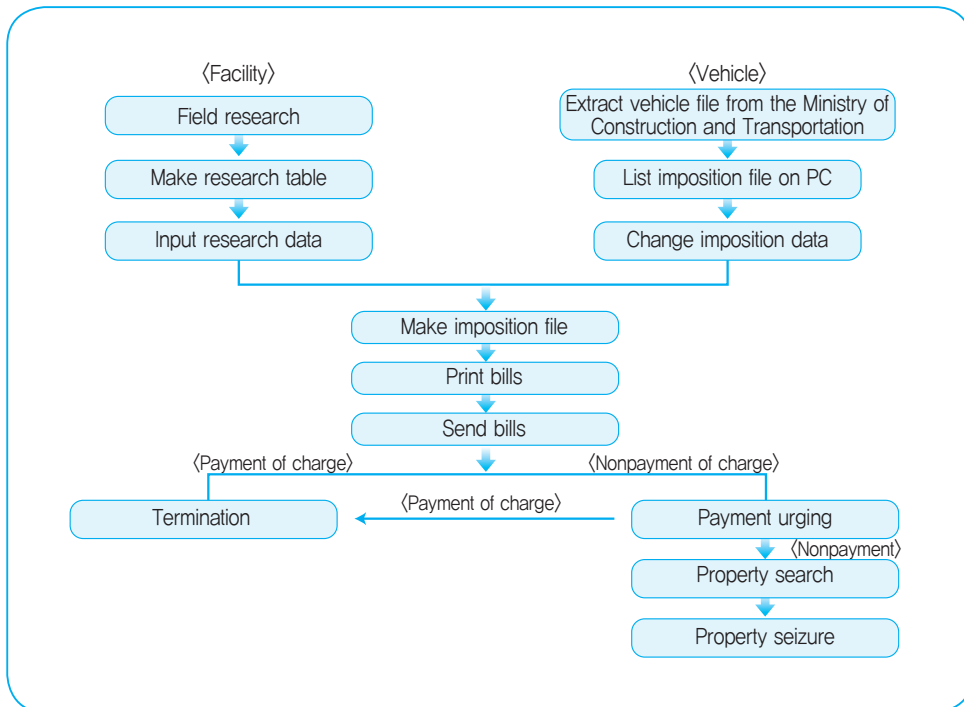 〈Facility〉
〈Vehicle〉
Field research
Extract vehicle file from the Ministry of
Construction and Transportation
Make research table
List imposition file on PC
Input research data
Change imposition data
Make imposition file
Print bills
Send bills
〈Payment of charge〉
〈Nonpayment of charge〉
Termination
〈Payment of charge〉
Payment urging
〈Nonpayment〉
Property search
Property seizure